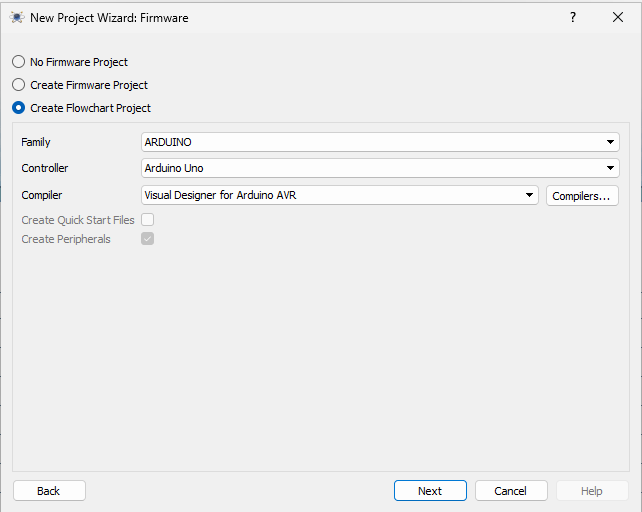 New Project Wizard: Firmware
?
No Firmware Project
Create Firmware Project
Create Flowchart Project
Family
ARDUINO
Controller
Arduino Uno
Compiler
Visual Designer for Arduino AVR
Compilers...
Create Quick Start Files
Create Peripherals
Back
Next
Cancel
Help